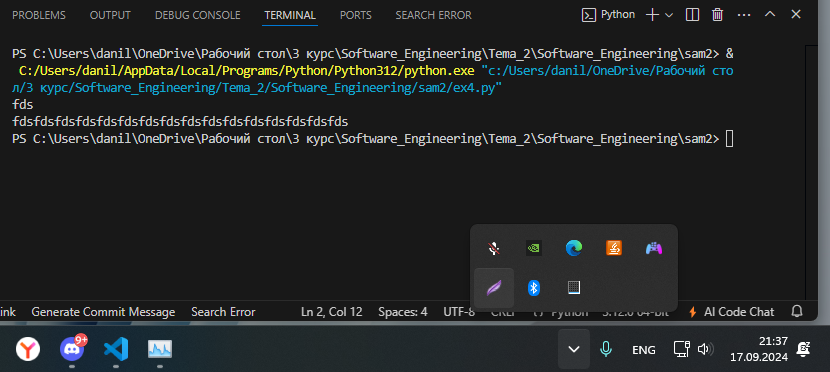 PROBLEMS OUTPUT DEBUG CONSOLE TERMINAL PORTS SEARCH ERROR Python
PS C:\Users\danil\OneDrive\Рабочий стол\3 курс\Software_Engineering\Tema_2\Software_Engineering\sam2> &
C:/Users/danil/AppData/Local/Programs/Python/Python312/python.exe "c:/Users/danil/OneDrive/Рабочий сто
л/3 курс/Software_Engineering/Tema_2/Software_Engineering/sam2/ex4.py"
fds
fdsfdsfdsfdsfdsfdsfdsfdsfdsfdsfdsfdsfdsfdsfdsfds
PS C:\Users\danil\OneDrive\Рабочий стол\3 курс\Software_Engineering\Tema_2\Software_Engineering\sam2>
ink Generate Commit Message Search Error Ln 2, Col 12 Spaces: 4 UTF-8 CRLF Python 3.12.6 64-bit AI Code Chat
9+
ENG
21:37
17.09.2024